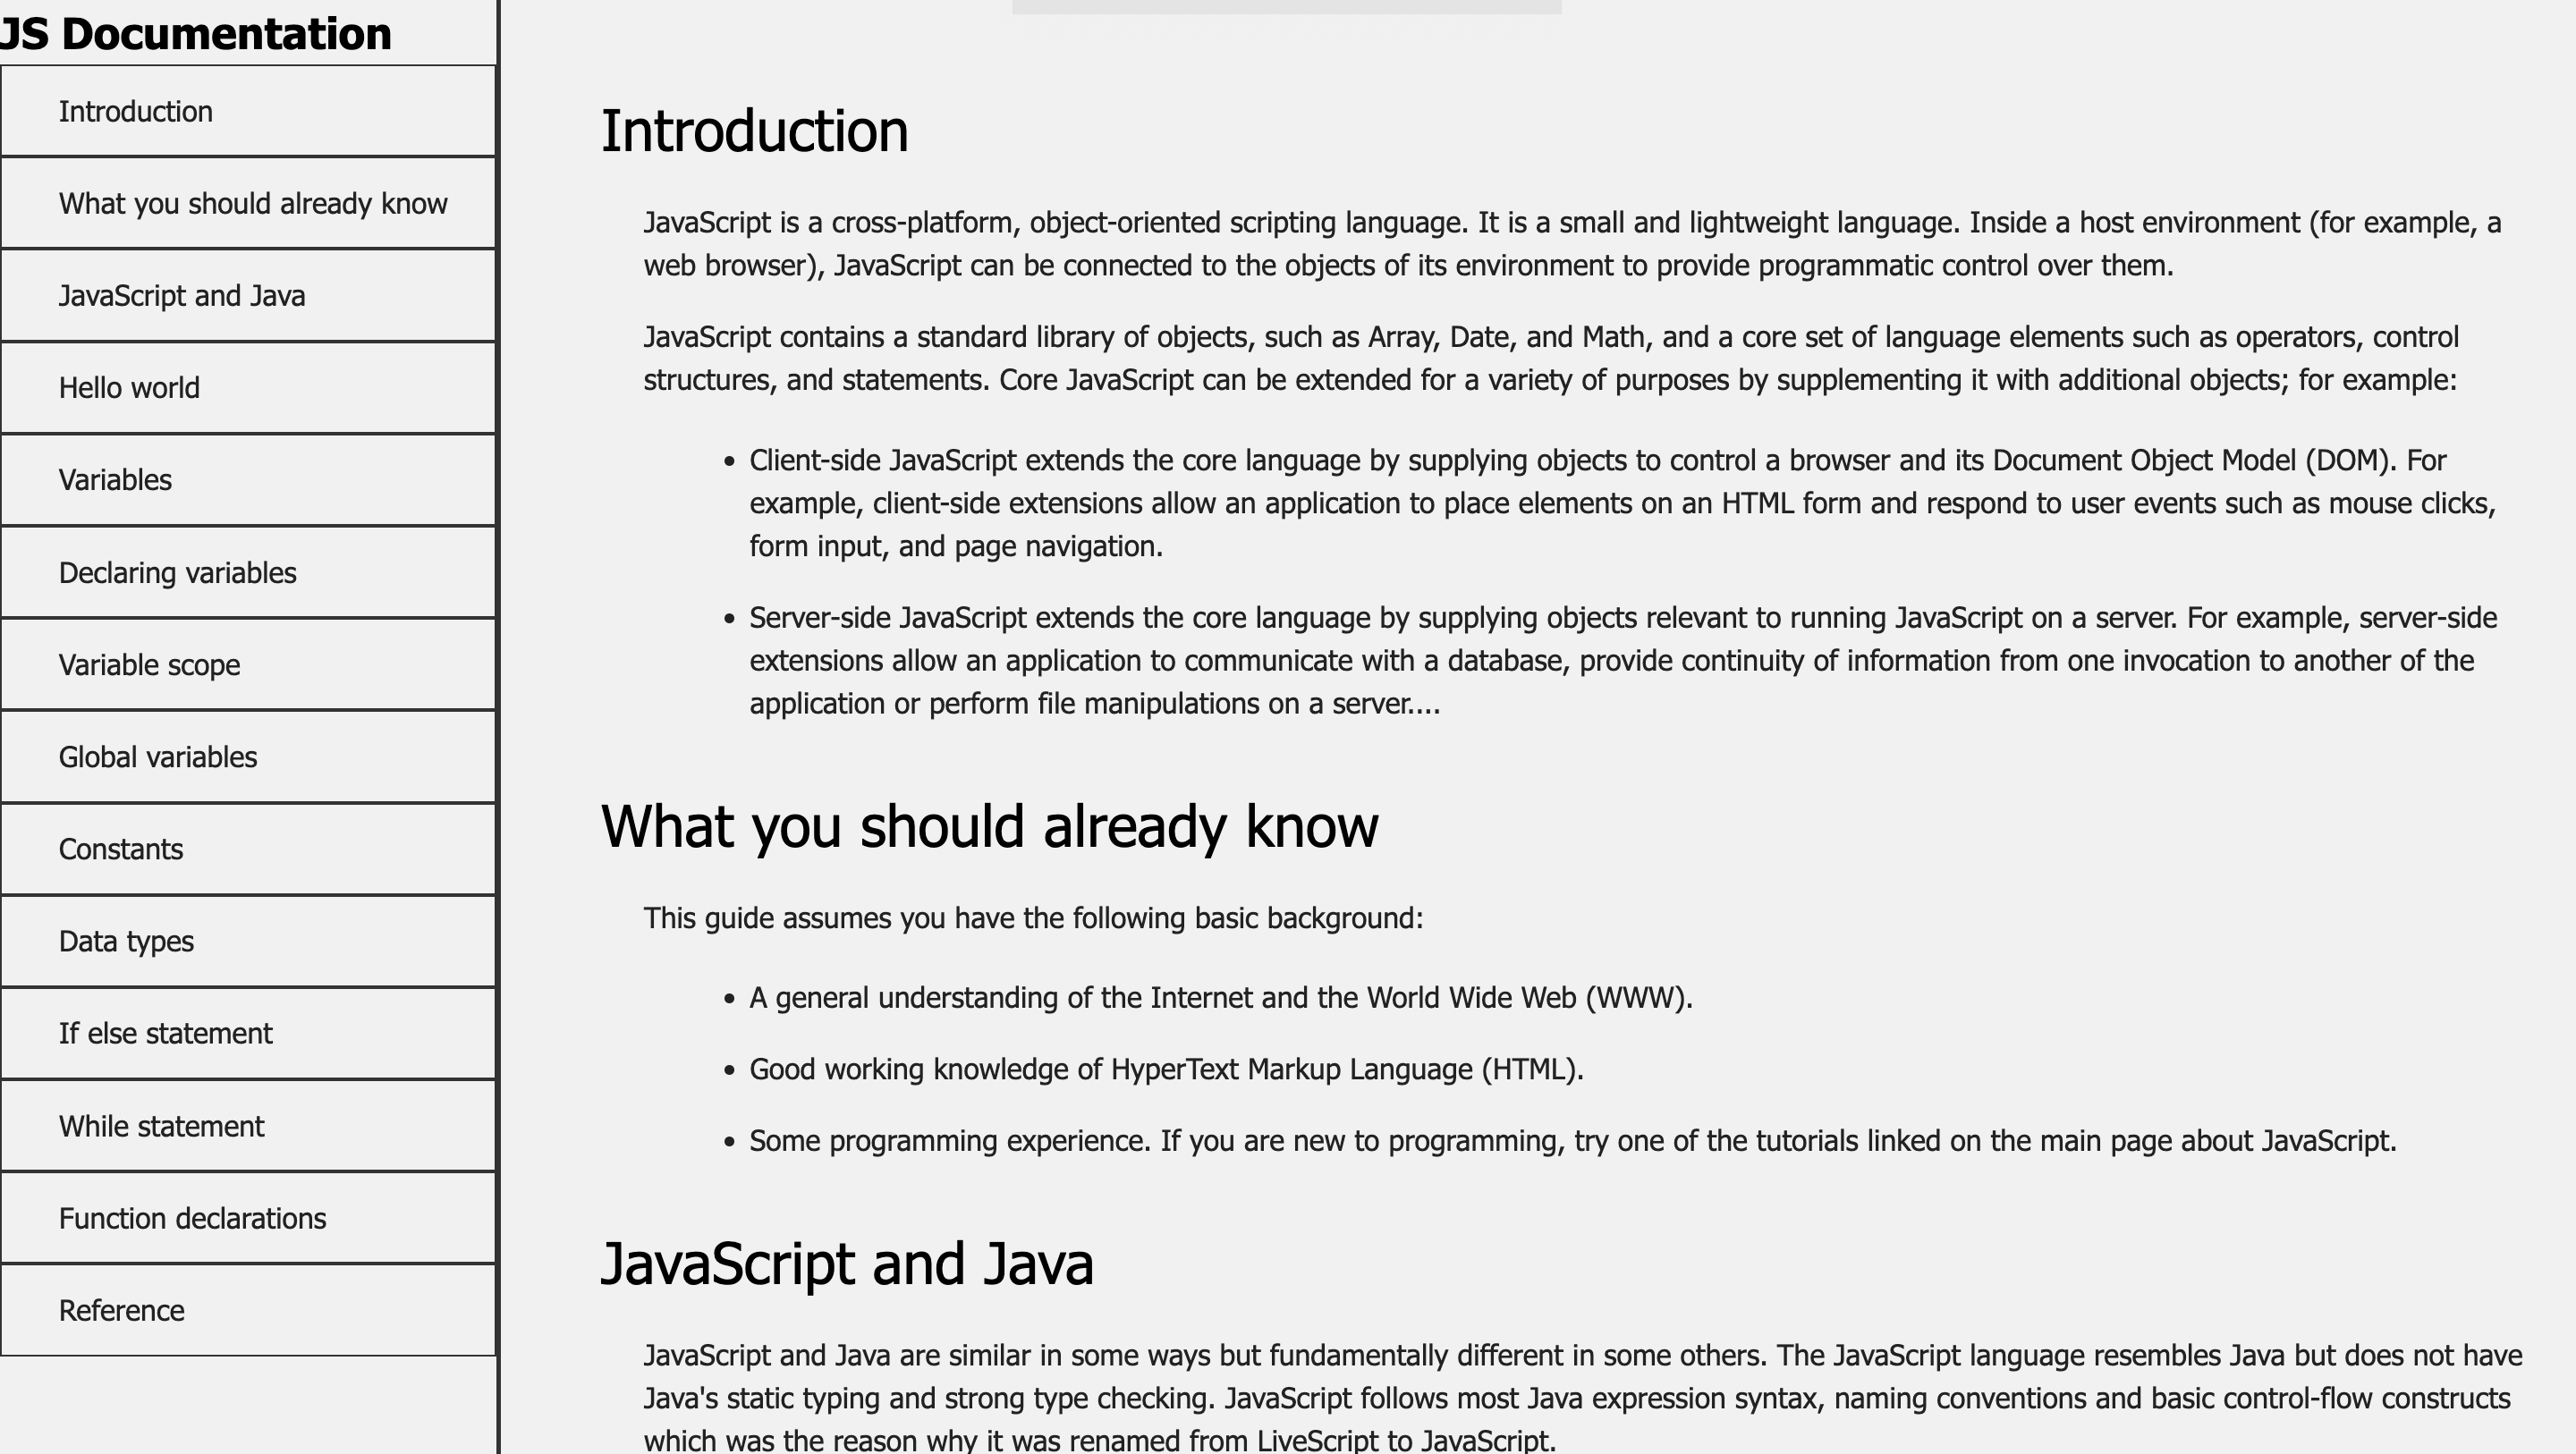 JS Documentation
Introduction
What you should already know
JavaScript and Java
Hello world
Variables
Declaring variables
Variable scope
Global variables
Constants
Data types
If else statement
While statement
Function declarations
Reference
Introduction
JavaScript is a cross-platform, object-oriented scripting language. It is a small and lightweight language. Inside a host environment (for example, a
web browser), JavaScript can be connected to the objects of its environment to provide programmatic control over them.
JavaScript contains a standard library of objects, such as Array, Date, and Math, and a core set of language elements such as operators, control
structures, and statements. Core JavaScript can be extended for a variety of purposes by supplementing it with additional objects; for example:
• Client-side JavaScript extends the core language by supplying objects to control a browser and its Document Object Model (DOM). For
example, client-side extensions allow an application to place elements on an HTML form and respond to user events such as mouse clicks,
form input, and page navigation.
• Server-side JavaScript extends the core language by supplying objects relevant to running JavaScript on a server. For example, server-side
extensions allow an application to communicate with a database, provide continuity of information from one invocation to another of the
application or perform file manipulations on a server....
What you should already know
This guide assumes you have the following basic background:
• A general understanding of the Internet and the World Wide Web (WWW).
• Good working knowledge of HyperText Markup Language (HTML).
• Some programming experience. If you are new to programming, try one of the tutorials linked on the main page about JavaScript.
JavaScript and Java
JavaScript and Java are similar in some ways but fundamentally different in some others. The JavaScript language resembles Java but does not have
Java's static typing and strong type checking. JavaScript follows most Java expression syntax, naming conventions and basic control-flow constructs
which was the reason why it was renamed from LiveScript to JavaScript.